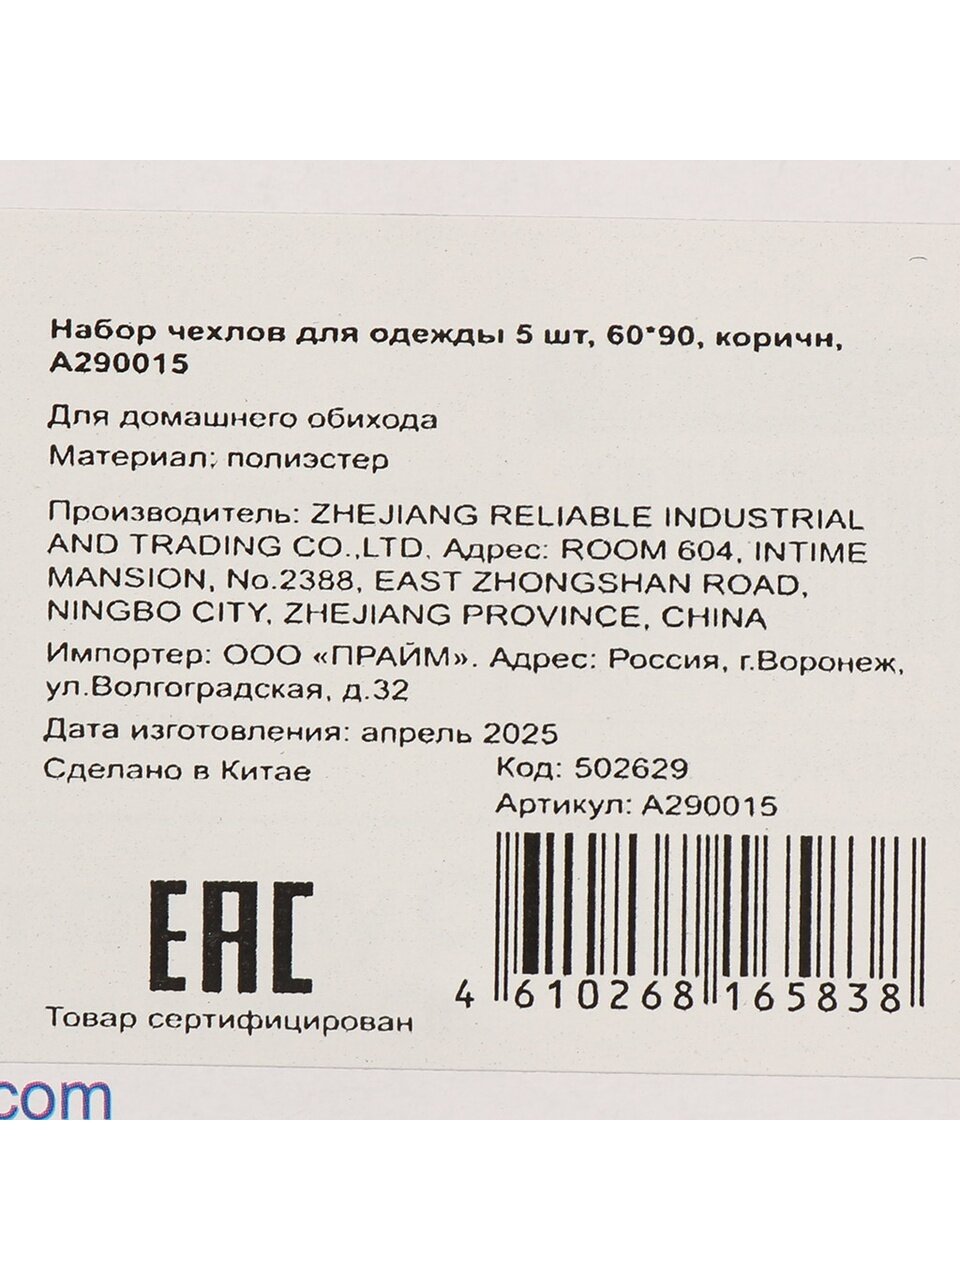 Набор чехлов для одежды 5 шт, 60*90, коричн,
А290015
Для домашнего обихода
Материал: полиэстер
Производитель: ZHEJIANG RELIABLE INDUSTRIAL
AND TRADING CO.,LTD. Адрес: ROOM 604, INTIME
MANSION, No.2388, EAST ZHONGSHAN ROAD,
NINGBO CITY, ZHEJIANG PROVINCE, CHINA
Импортер: ООО «ПРАЙМ». Адрес: Россия, г.Воронеж,
ул.Волгоградская, д.32
Дата изготовления: апрель 2025
Сделано в Китае
Код: 502629
Артикул: А290015
EAC
Товар сертифицирован
4 610268 165838
com